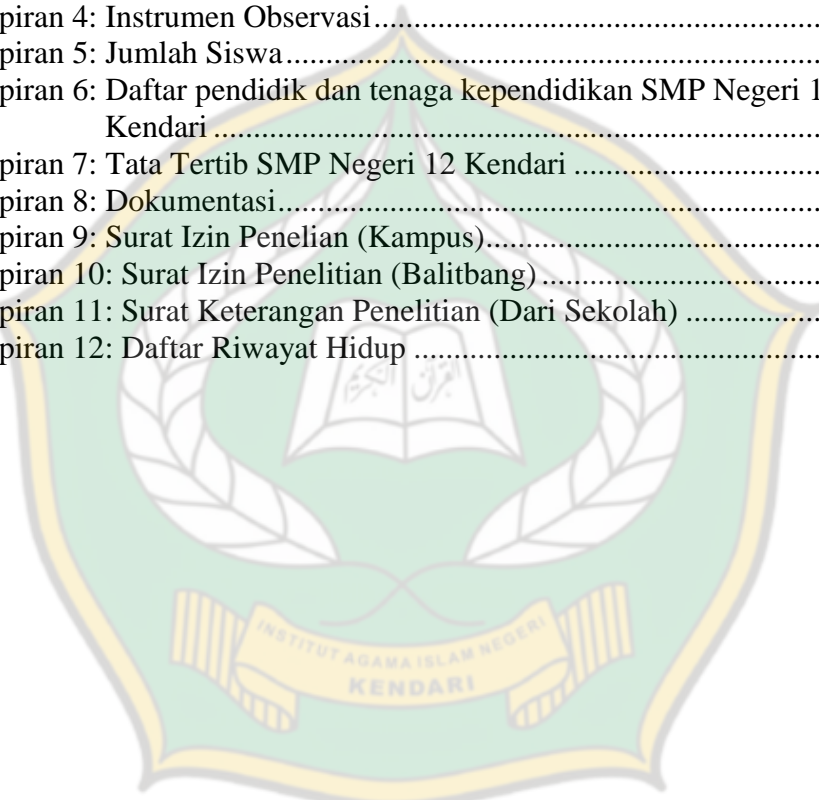 piran 4: Instrumen Observasi
piran 5: Jumlah Siswa
piran 6: Daftar pendidik dan tenaga kependidikan SMP Negeri 1
Kendari
piran 7: Tata Tertib SMP Negeri 12 Kendari
piran 8: Dokumentasi
piran 9: Surat Izin Penelian (Kampus)
piran 10: Surat Izin Penelitian (Balitbang)
piran 11: Surat Keterangan Penelitian (Dari Sekolah)
piran 12: Daftar Riwayat Hidup
القرآن الكريم
INSTITUT AGAMA ISLAM NEGERI
KENDARI